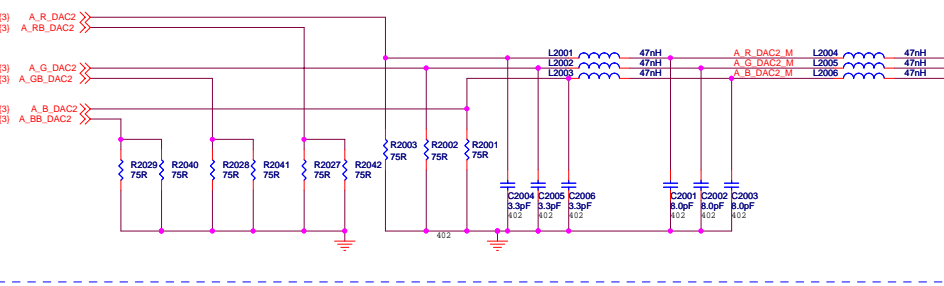 {3} A_R_DAC2
{3} A_RB_DAC2
{3} A_G_DAC2
{3} A_GB_DAC2
{3} A_B_DAC2
{3} A_BB_DAC2
L2001 47nH A_R_DAC2_M L2004 47nH
L2002 47nH A_G_DAC2_M L2005 47nH
L2003 47nH A_B_DAC2_M L2006 47nH
R2003 R2002 R2001
75R 75R 75R
R2029 R2040 R2028 R2041 R2027 R2042
75R 75R 75R 75R 75R 75R
C2004 C2005 C2006 C2001 C2002 C2003
3.3pF 3.3pF 3.3pF 8.0pF 8.0pF 8.0pF
402 402 402 402 402 402
402